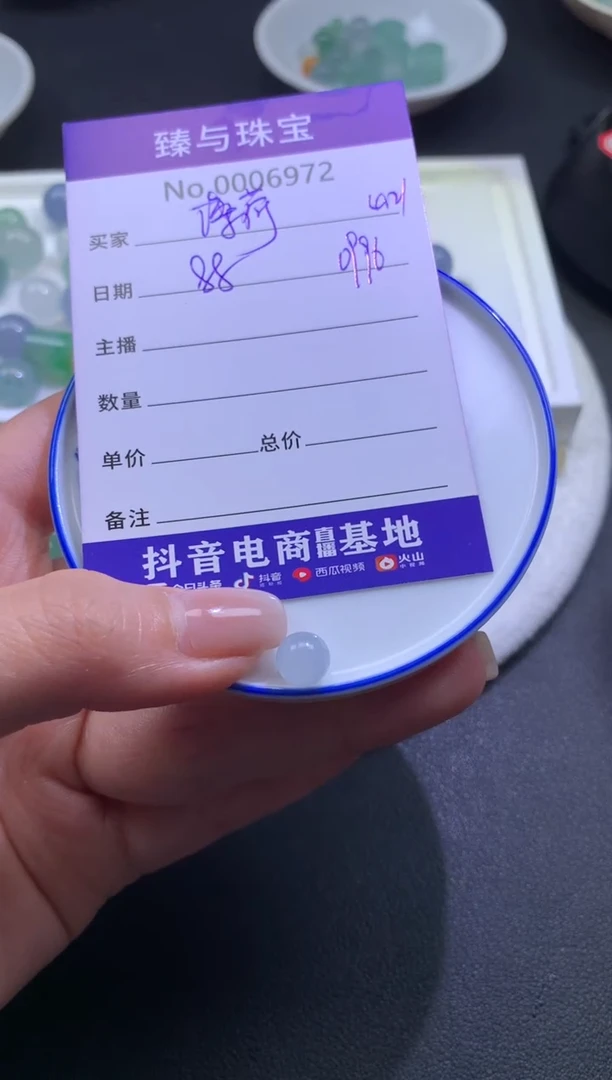 臻与珠宝
No.0006972
买家
日期 88 0996
主播
数量
单价 总价
备注
抖音电商直播基地
今日头条 抖音 西瓜视频 火山